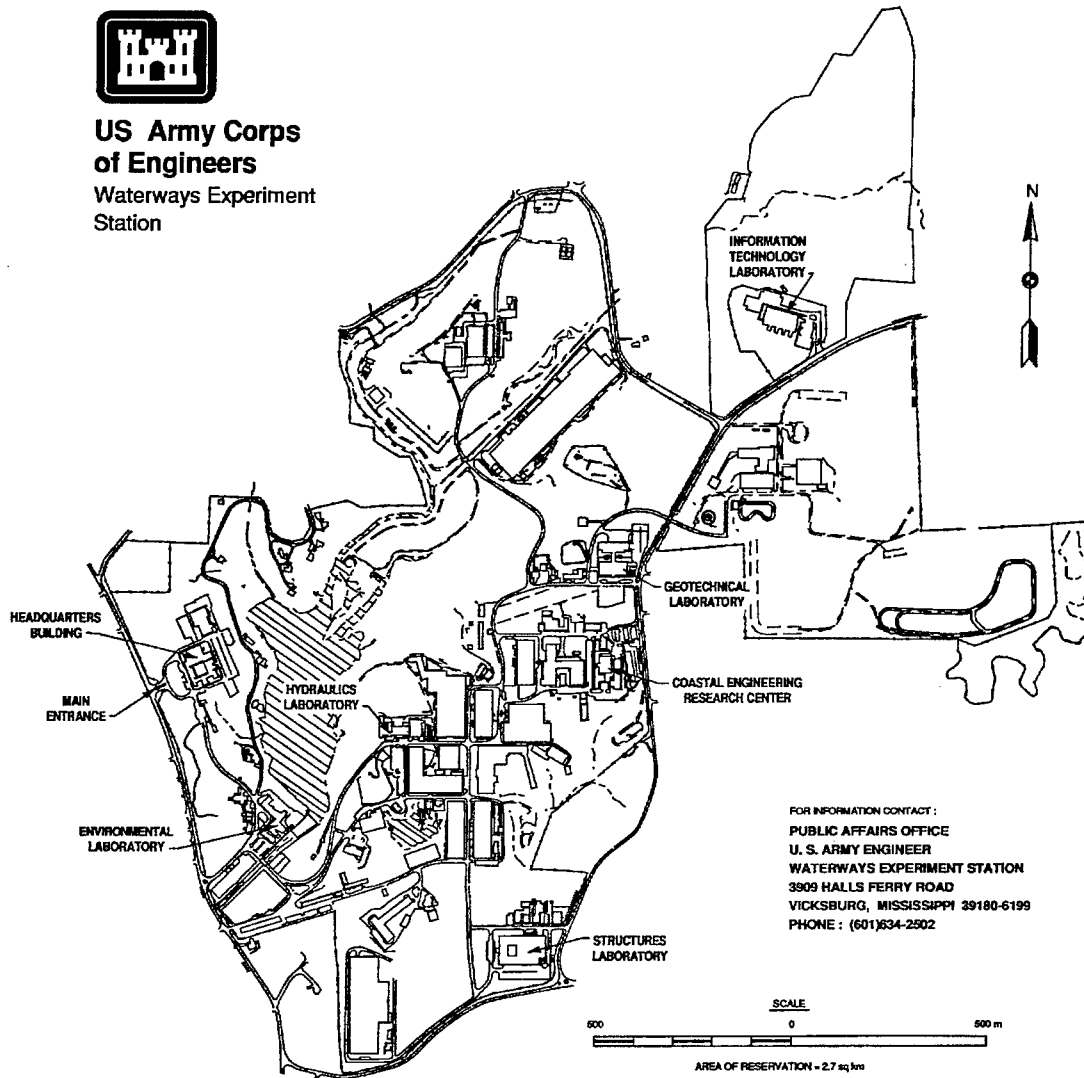 US Army Corps
of Engineers
Waterways Experiment
Station
N
INFORMATION
TECHNOLOGY
LABORATORY
GEOTECHNICAL
LABORATORY
HEADQUARTERS
BUILDING
MAIN
ENTRANCE
HYDRAULICS
LABORATORY
COASTAL ENGINEERING
RESEARCH CENTER
ENVIRONMENTAL
LABORATORY
STRUCTURES
LABORATORY
FOR INFORMATION CONTACT :
PUBLIC AFFAIRS OFFICE
U. S. ARMY ENGINEER
WATERWAYS EXPERIMENT STATION
3909 HALLS FERRY ROAD
VICKSBURG, MISSISSIPPI 39180-6199
PHONE : (601)634-2502
SCALE
500 0 500 m
AREA OF RESERVATION = 2.7 sq km